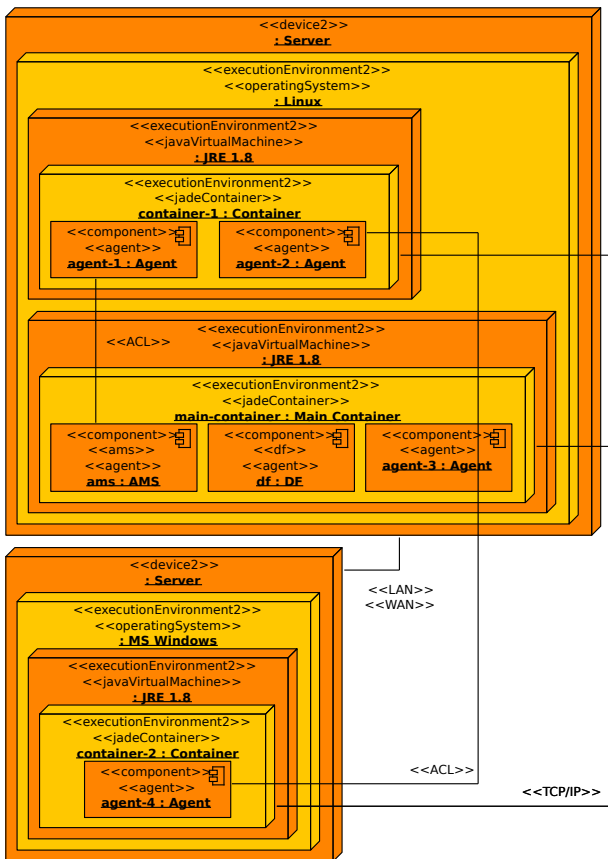 <<device2>>
: Server
<<executionEnvironment2>>
<<operatingSystem>>
: Linux
<<executionEnvironment2>>
<<javaVirtualMachine>>
: JRE 1.8
<<executionEnvironment2>>
<<jadeContainer>>
container-1 : Container
<<component>>
<<agent>>
agent-1 : Agent
<<component>>
<<agent>>
agent-2 : Agent
<<ACL>>
<<executionEnvironment2>>
<<javaVirtualMachine>>
: JRE 1.8
<<executionEnvironment2>>
<<jadeContainer>>
main-container : Main Container
<<component>>
<<ams>>
<<agent>>
ams : AMS
<<component>>
<<df>>
<<agent>>
df : DF
<<component>>
<<agent>>
agent-3 : Agent
<<LAN>>
<<WAN>>
<<device2>>
: Server
<<executionEnvironment2>>
<<operatingSystem>>
: MS Windows
<<executionEnvironment2>>
<<javaVirtualMachine>>
: JRE 1.8
<<executionEnvironment2>>
<<jadeContainer>>
container-2 : Container
<<component>>
<<agent>>
agent-4 : Agent
<<ACL>>
<<TCP/IP>>